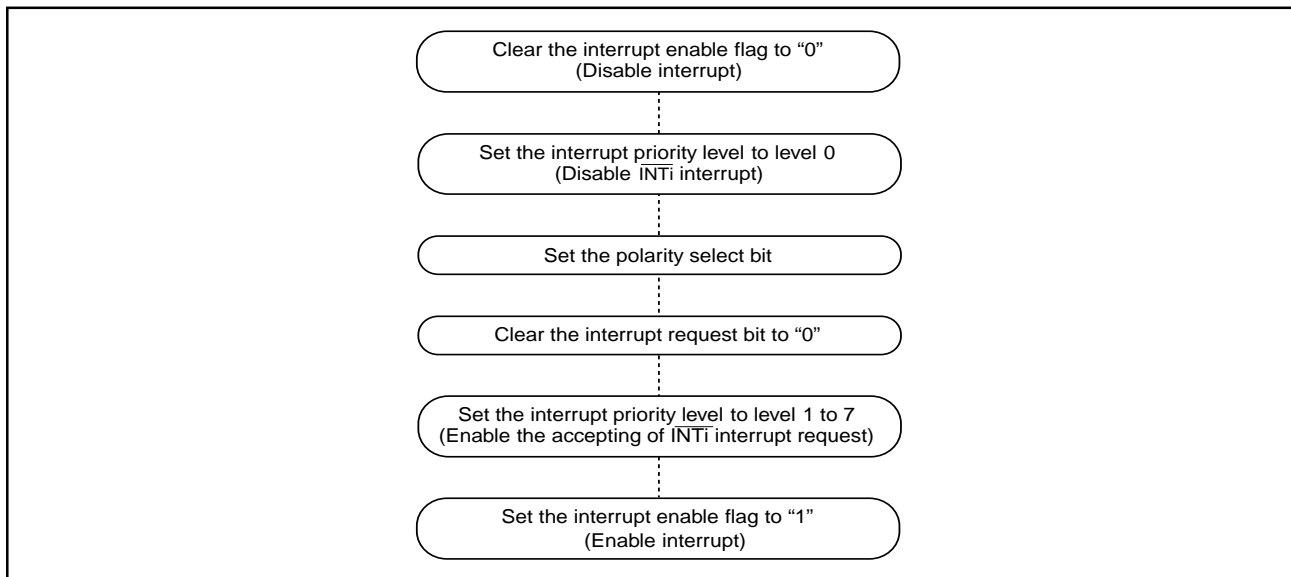 Clear the interrupt enable flag to “0”
(Disable interrupt)
Set the interrupt priority level to level 0
(Disable INTi interrupt)
Set the polarity select bit
Clear the interrupt request bit to “0”
Set the interrupt priority level to level 1 to 7
(Enable the accepting of INTi interrupt request)
Set the interrupt enable flag to “1”
(Enable interrupt)